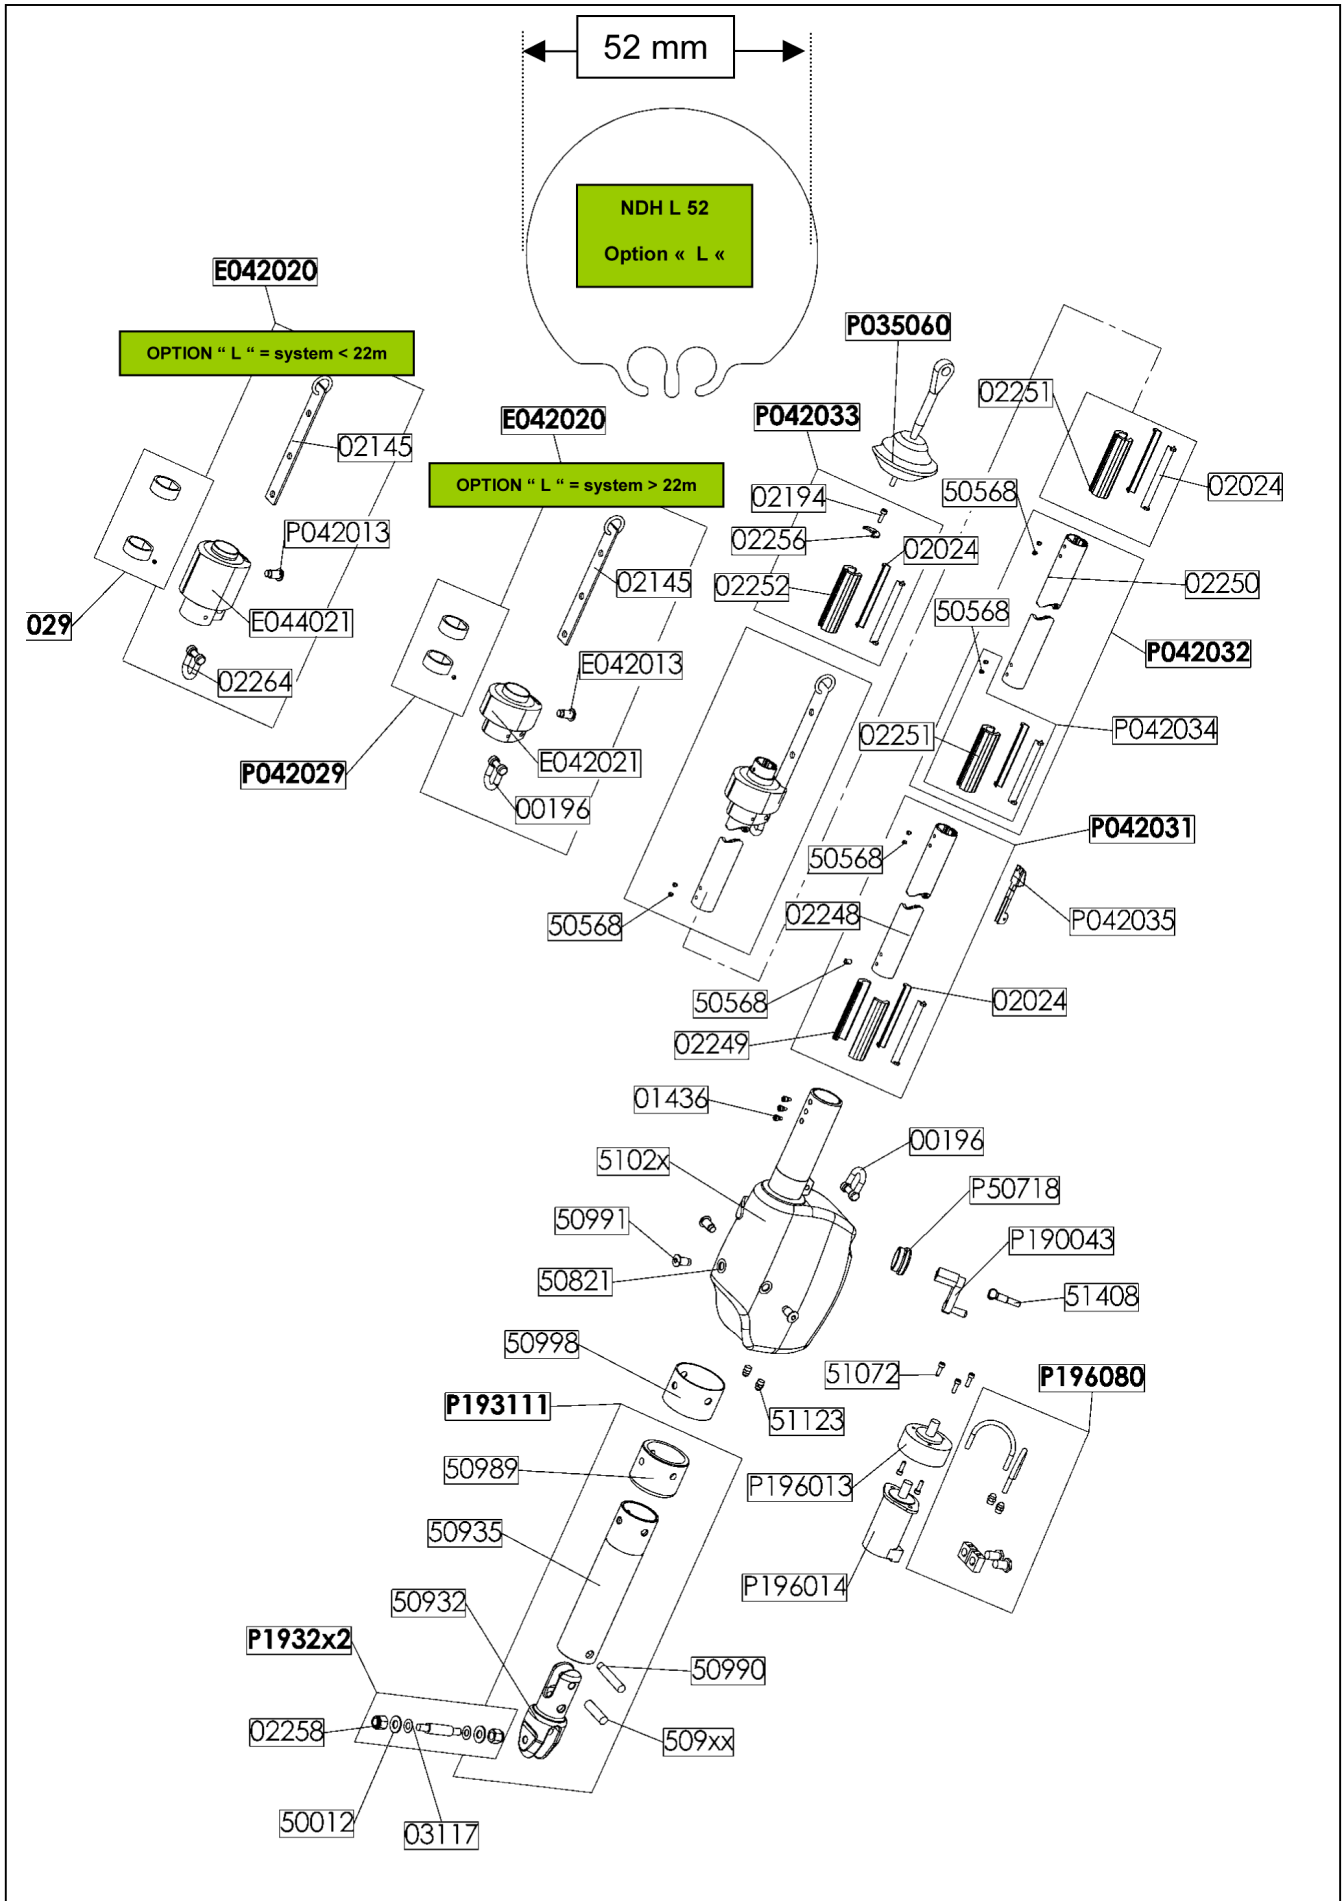 52 mm
NDH L 52
Option « L «
E042020
OPTION “ L “ = system < 22m
02145
P042013
029
E044021
02264
E042020
OPTION “ L “ = system > 22m
02145
E042013
P042029
E042021
00196
P035060
P042033
02194
02256
02024
02252
50568
02251
02024
50568
02250
50568
P042032
P042034
02251
P042031
50568
P042035
02248
50568
02024
02249
01436
00196
5102x
P50718
50991
P190043
50821
51408
50998
51072
P196080
P193111
51123
50989
P196013
50935
P196014
50932
P1932x2
50990
02258
509xx
50012
03117